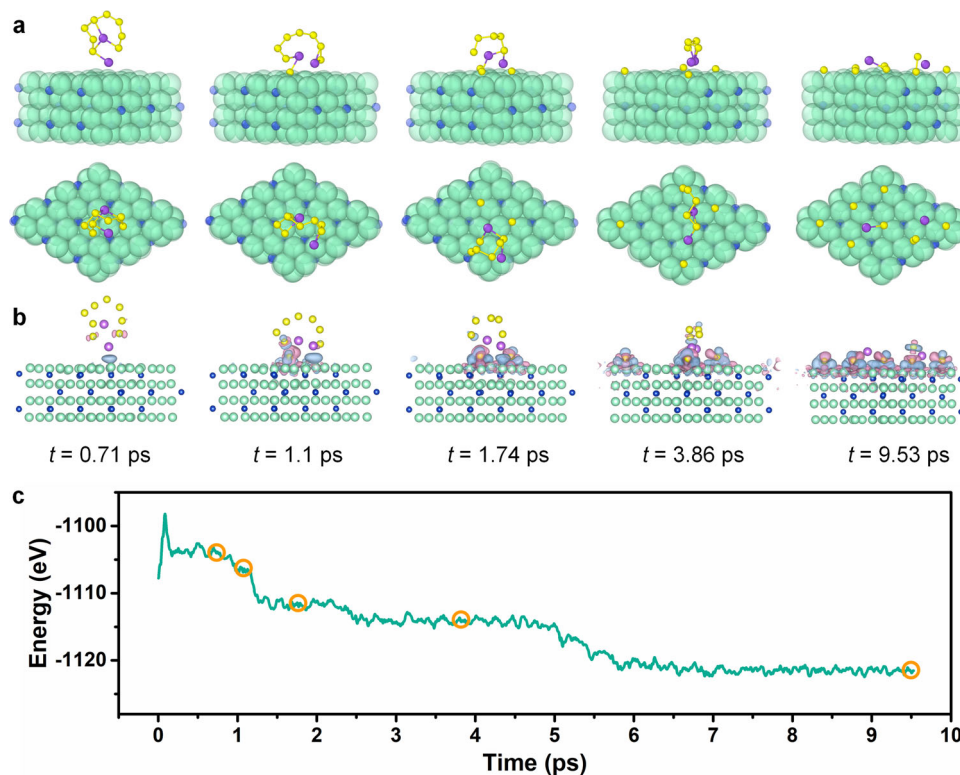 a
b
t = 0.71 ps t = 1.1 ps t = 1.74 ps t = 3.86 ps t = 9.53 ps
c
-1100
-1110
-1120
Energy (eV)
0 1 2 3 4 5 6 7 8 9 10
Time (ps)